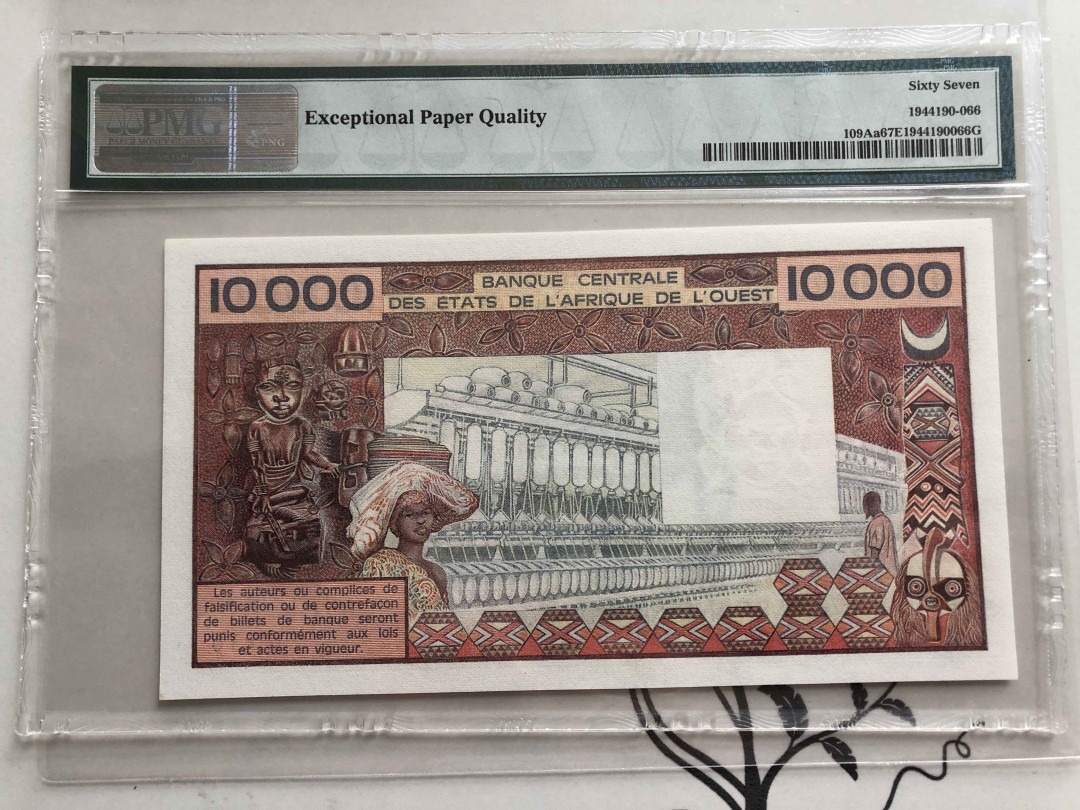 PMG
PNG
Exceptional Paper Quality
Sixty Seven
1944190-066
109Aa67E1944190066G
10 000
BANQUE CENTRALE
DES ÉTATS DE L'AFRIQUE DE L'OUEST
10 000
Les auteurs ou complices de
falsification ou de contrefaçon
de billets de banque seront
punis conformément aux lois
et actes en vigueur.